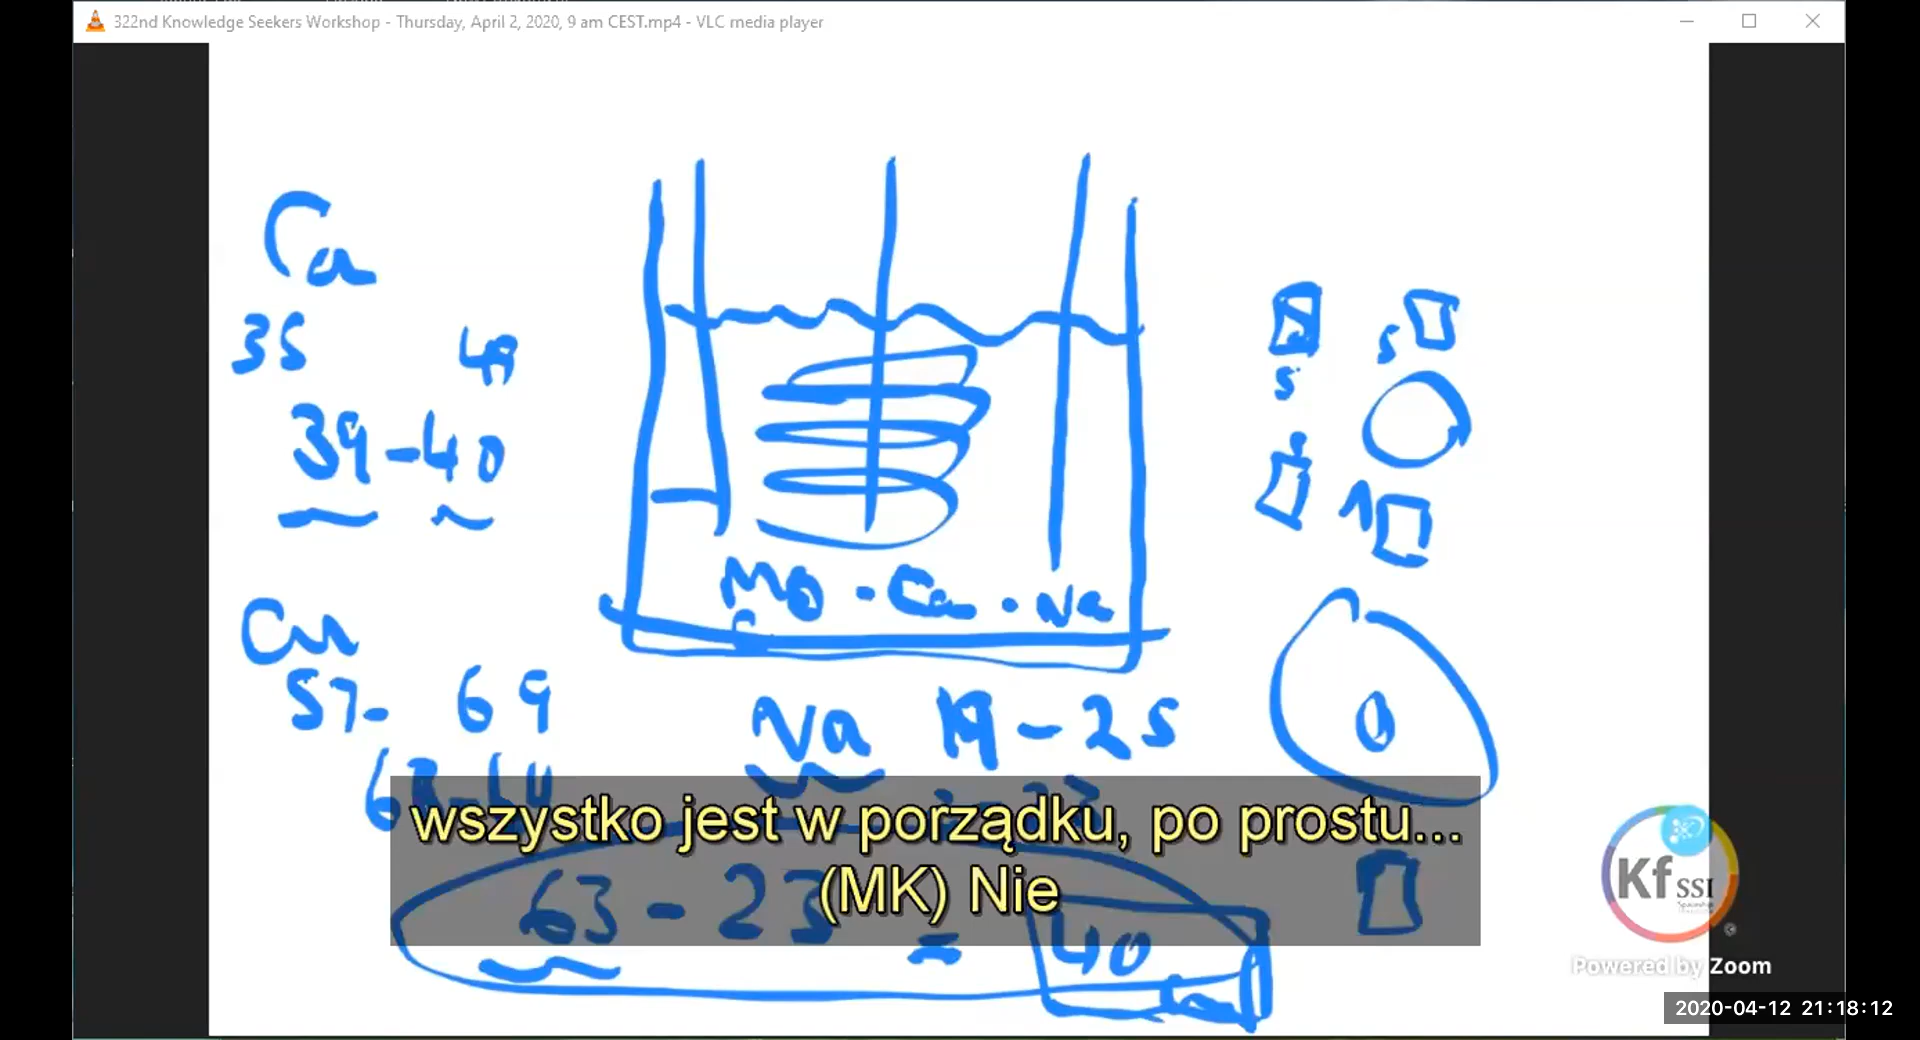 322nd Knowledge Seekers Workshop - Thursday, April 2, 2020, 9 am CEST.mp4 - VLC media player
Ca
35
39-40
Mg . Ca . Na
Cu
57- 69
Na 19-25
wszystko jest w porządku, po prostu...
(MK) Nie
63 - 23 = 40
s
s
Kf SSI
Powered by Zoom
2020-04-12 21:18:12